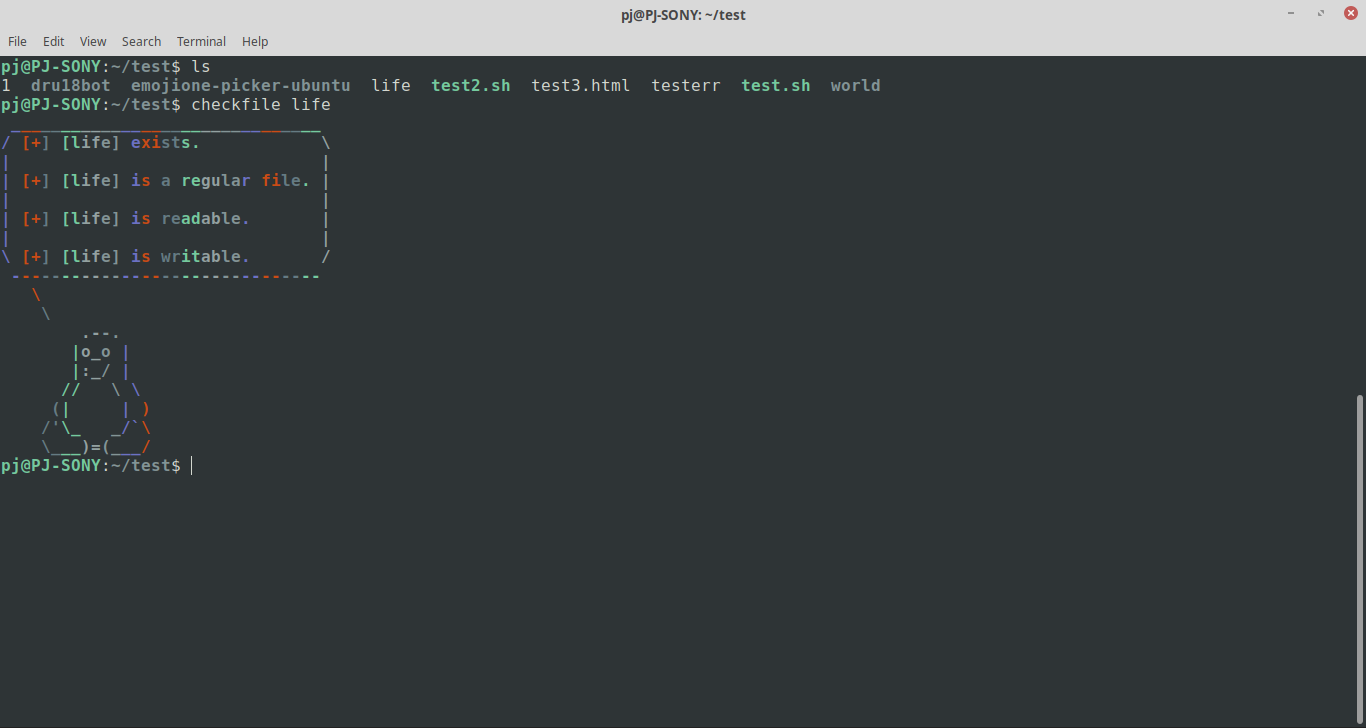 pj@PJ-SONY: ~/test
File Edit View Search Terminal Help
pj@PJ-SONY:~/test$ ls
1  dru18bot  emojione-picker-ubuntu  life  test2.sh  test3.html  testerr  test.sh  world
pj@PJ-SONY:~/test$ checkfile life
 _______________________________
/ [+] [life] exists.            \
|                               |
| [+] [life] is a regular file. |
|                               |
| [+] [life] is readable.       |
|                               |
\ [+] [life] is writable.       /
 -------------------------------
   \
    \
        .--.
       |o_o |
       |:_/ |
      //   \ \
     (|     | )
    /'\_   _/`\
    \___)=(___/
pj@PJ-SONY:~/test$